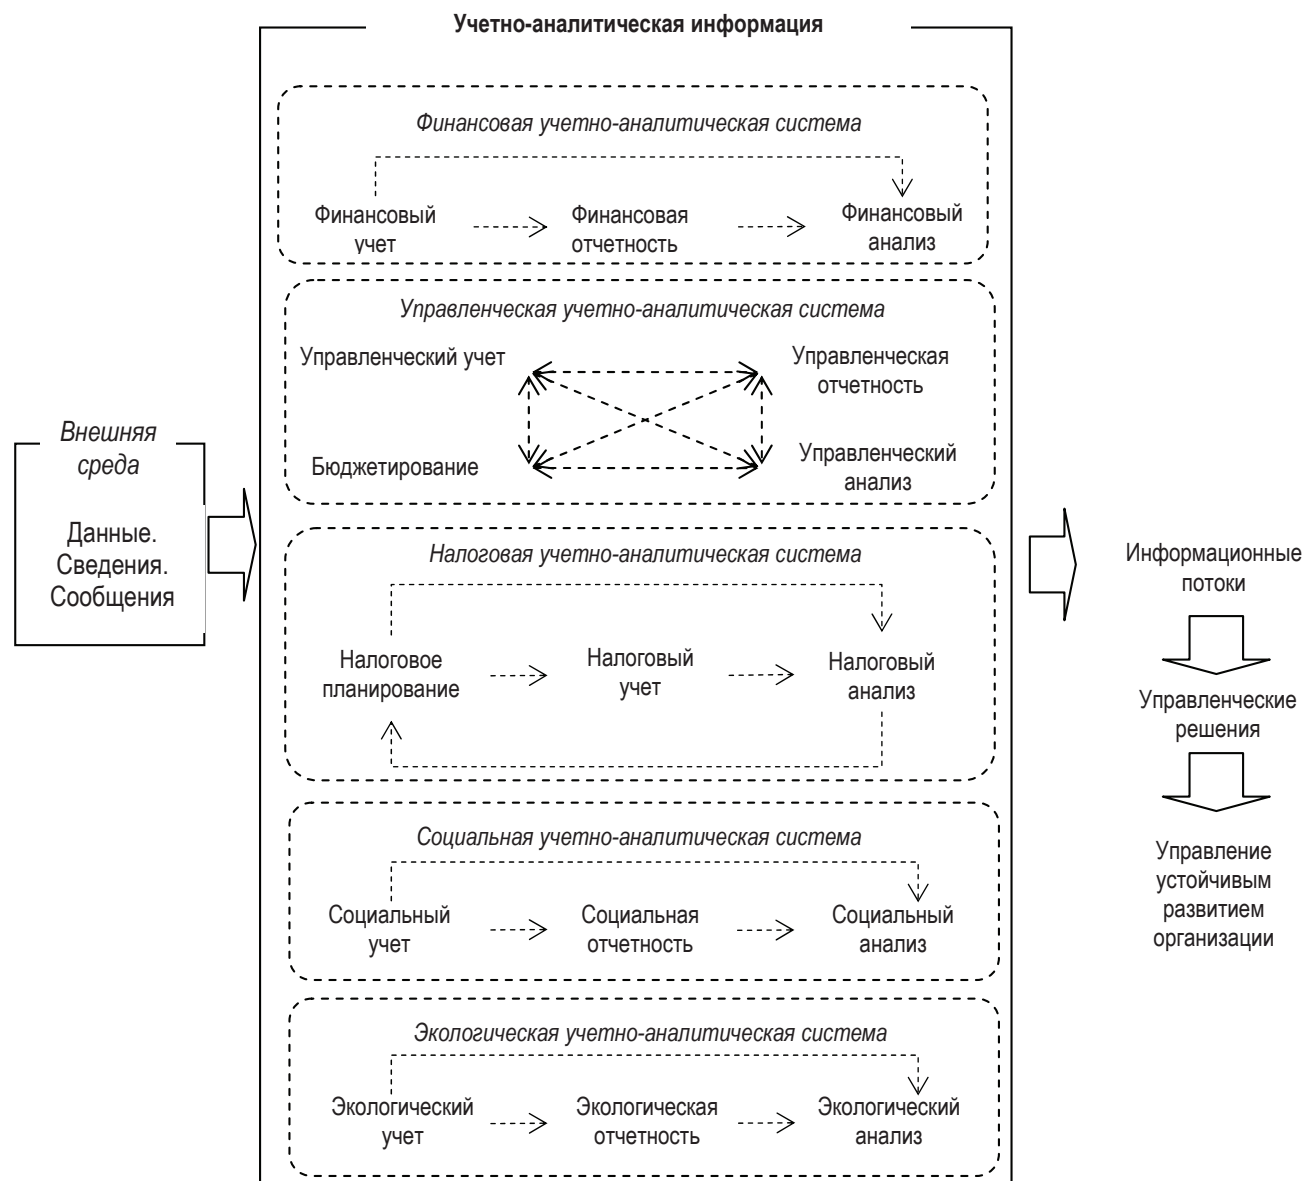 Учетно-аналитическая информация
Финансовая учетно-аналитическая система
Финансовый
учет
Финансовая
отчетность
Финансовый
анализ
Управленческая учетно-аналитическая система
Управленческий учет
Управленческая
отчетность
Бюджетирование
Управленческий
анализ
Внешняя
среда
Данные.
Сведения.
Сообщения
Налоговая учетно-аналитическая система
Налоговое
планирование
Налоговый
учет
Налоговый
анализ
Социальная учетно-аналитическая система
Социальный
учет
Социальная
отчетность
Социальный
анализ
Экологическая учетно-аналитическая система
Экологический
учет
Экологическая
отчетность
Экологический
анализ
Информационные
потоки
Управленческие
решения
Управление
устойчивым
развитием
организации